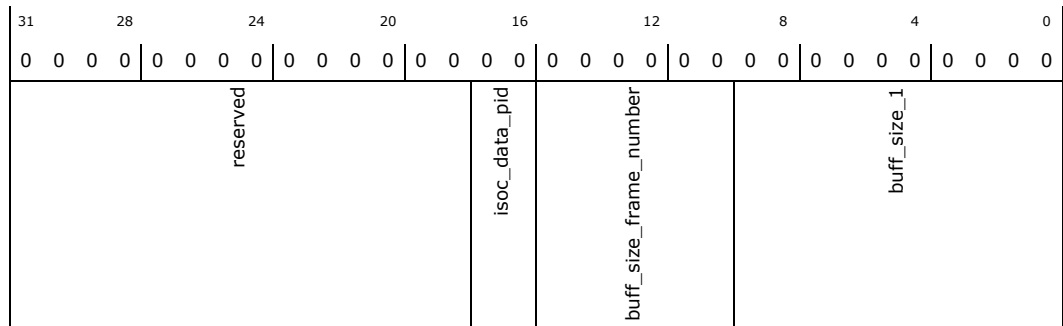 31 28 24 20 16 12 8 4 0
0 0 0 0 0 0 0 0 0 0 0 0 0 0 0 0 0 0 0 0 0 0 0 0 0 0 0 0 0 0 0 0
reserved
isoc_data_pid
buff_size_frame_number
buff_size_1